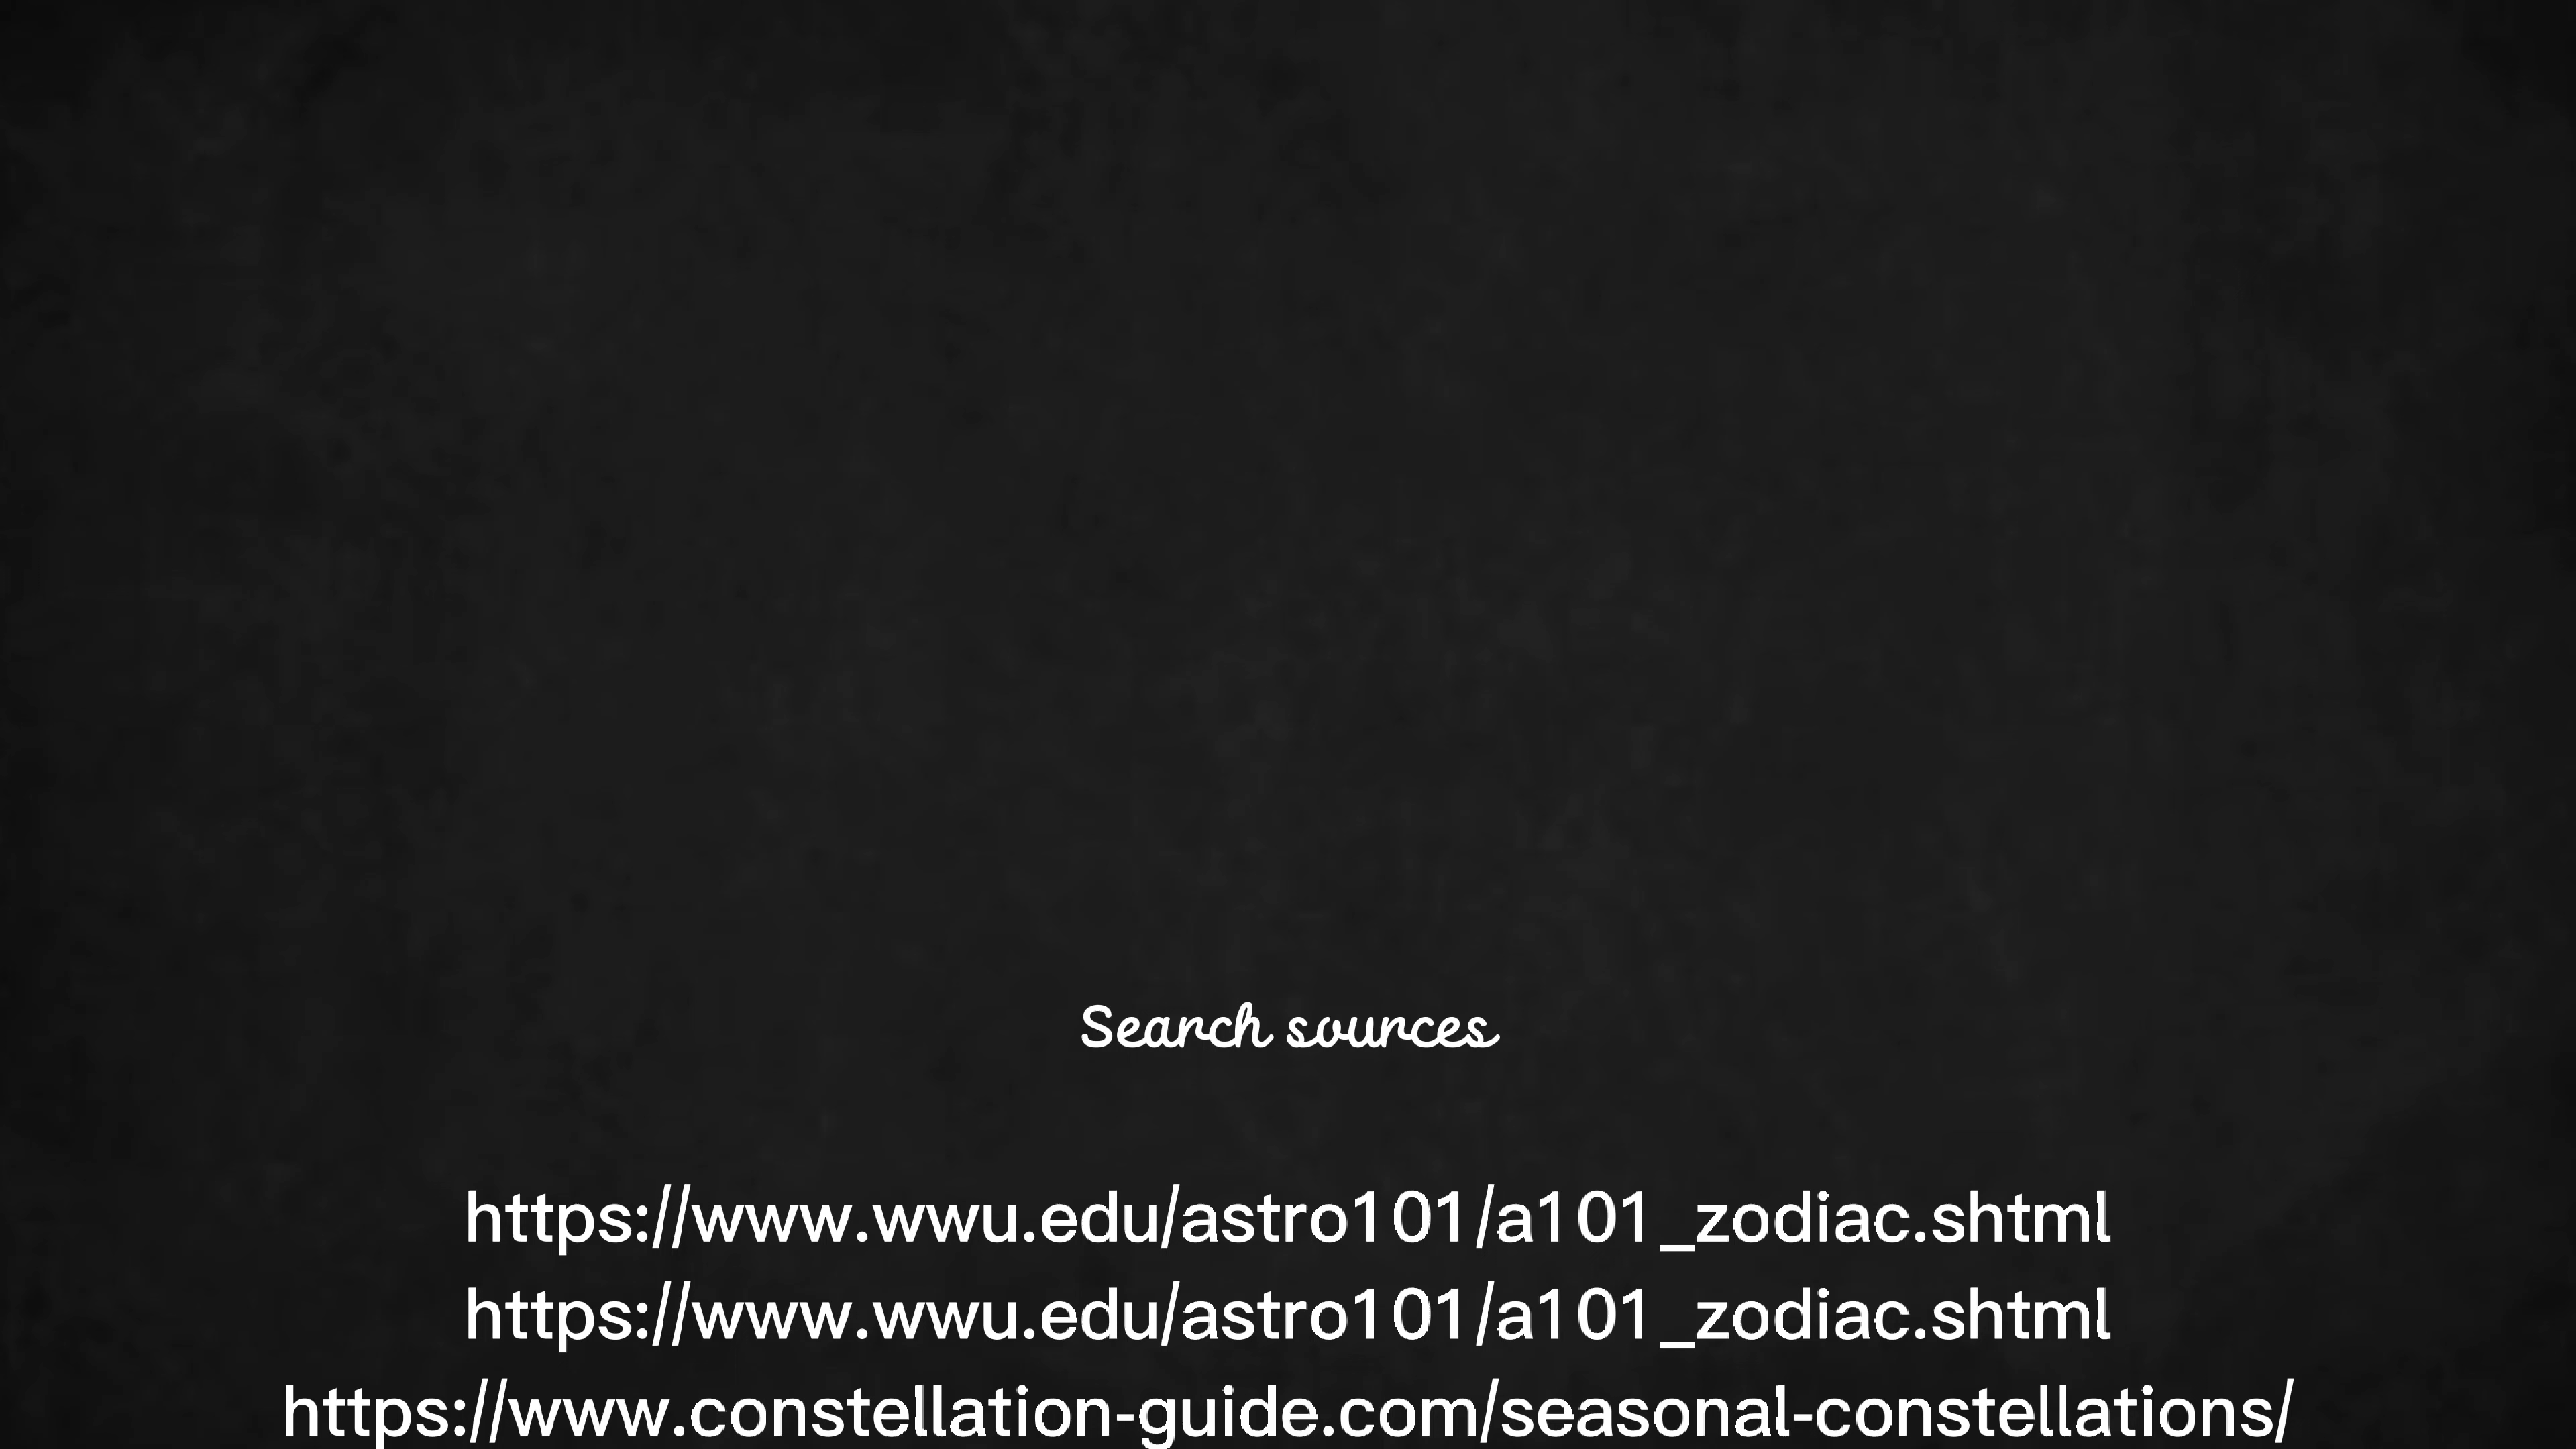 Search sources
https://www.wwu.edu/astro101/a101_zodiac.shtml
https://www.wwu.edu/astro101/a101_zodiac.shtml
https://www.constellation-guide.com/seasonal-constellations/